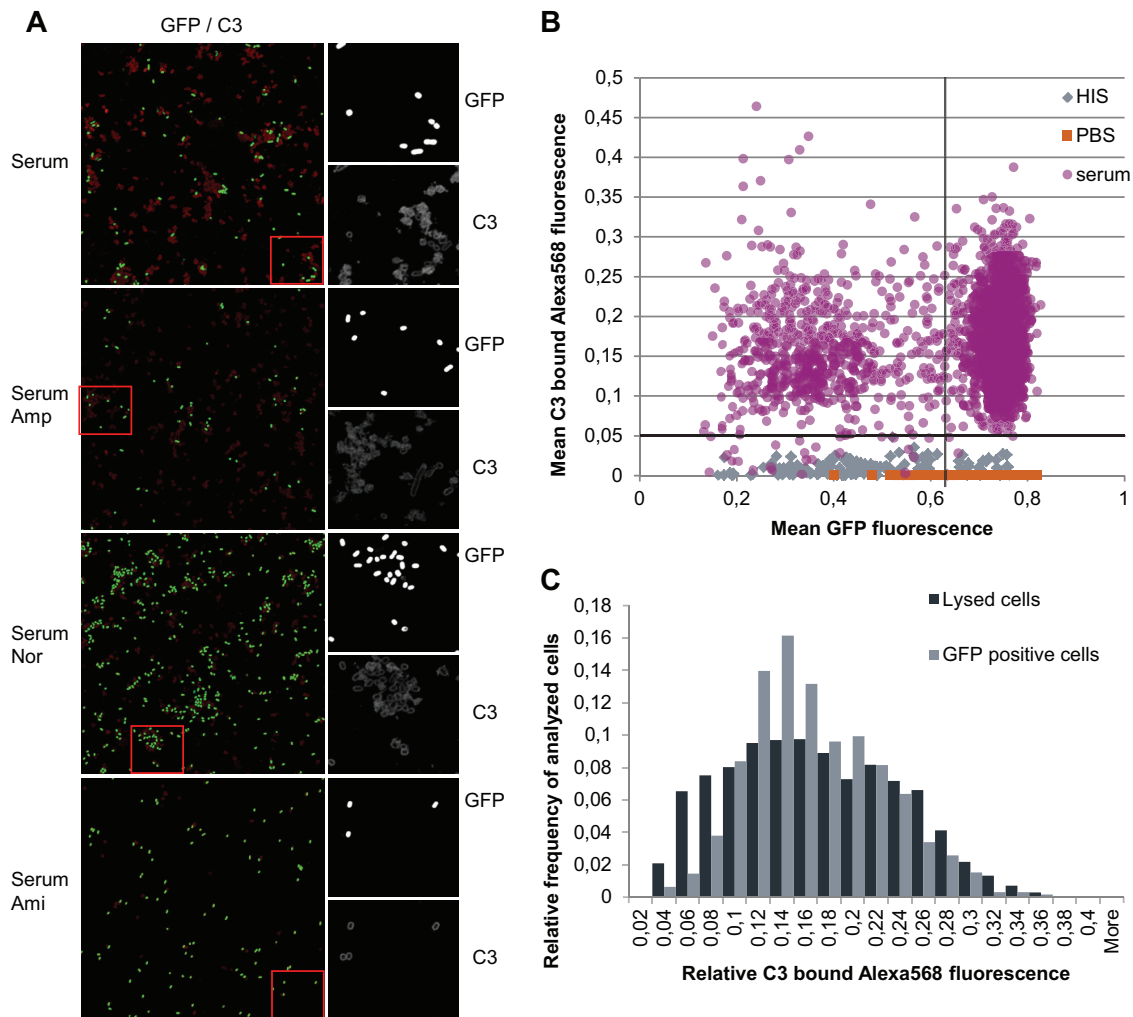 A
GFP / C3
Serum
GFP
C3
Serum
Amp
GFP
C3
Serum
Nor
GFP
C3
Serum
Ami
GFP
C3
B
Mean C3 bound Alexa568 fluorescence
0,5
0,45
0,4
0,35
0,3
0,25
0,2
0,15
0,1
0,05
0
HIS
PBS
serum
0
0,2
0,4
0,6
0,8
1
Mean GFP fluorescence
C
Relative frequency of analyzed cells
0,18
0,16
0,14
0,12
0,1
0,08
0,06
0,04
0,02
0
Lysed cells
GFP positive cells
0,02
0,04
0,06
0,08
0,1
0,12
0,14
0,16
0,18
0,2
0,22
0,24
0,26
0,28
0,3
0,32
0,34
0,36
0,38
0,4
More
Relative C3 bound Alexa568 fluorescence